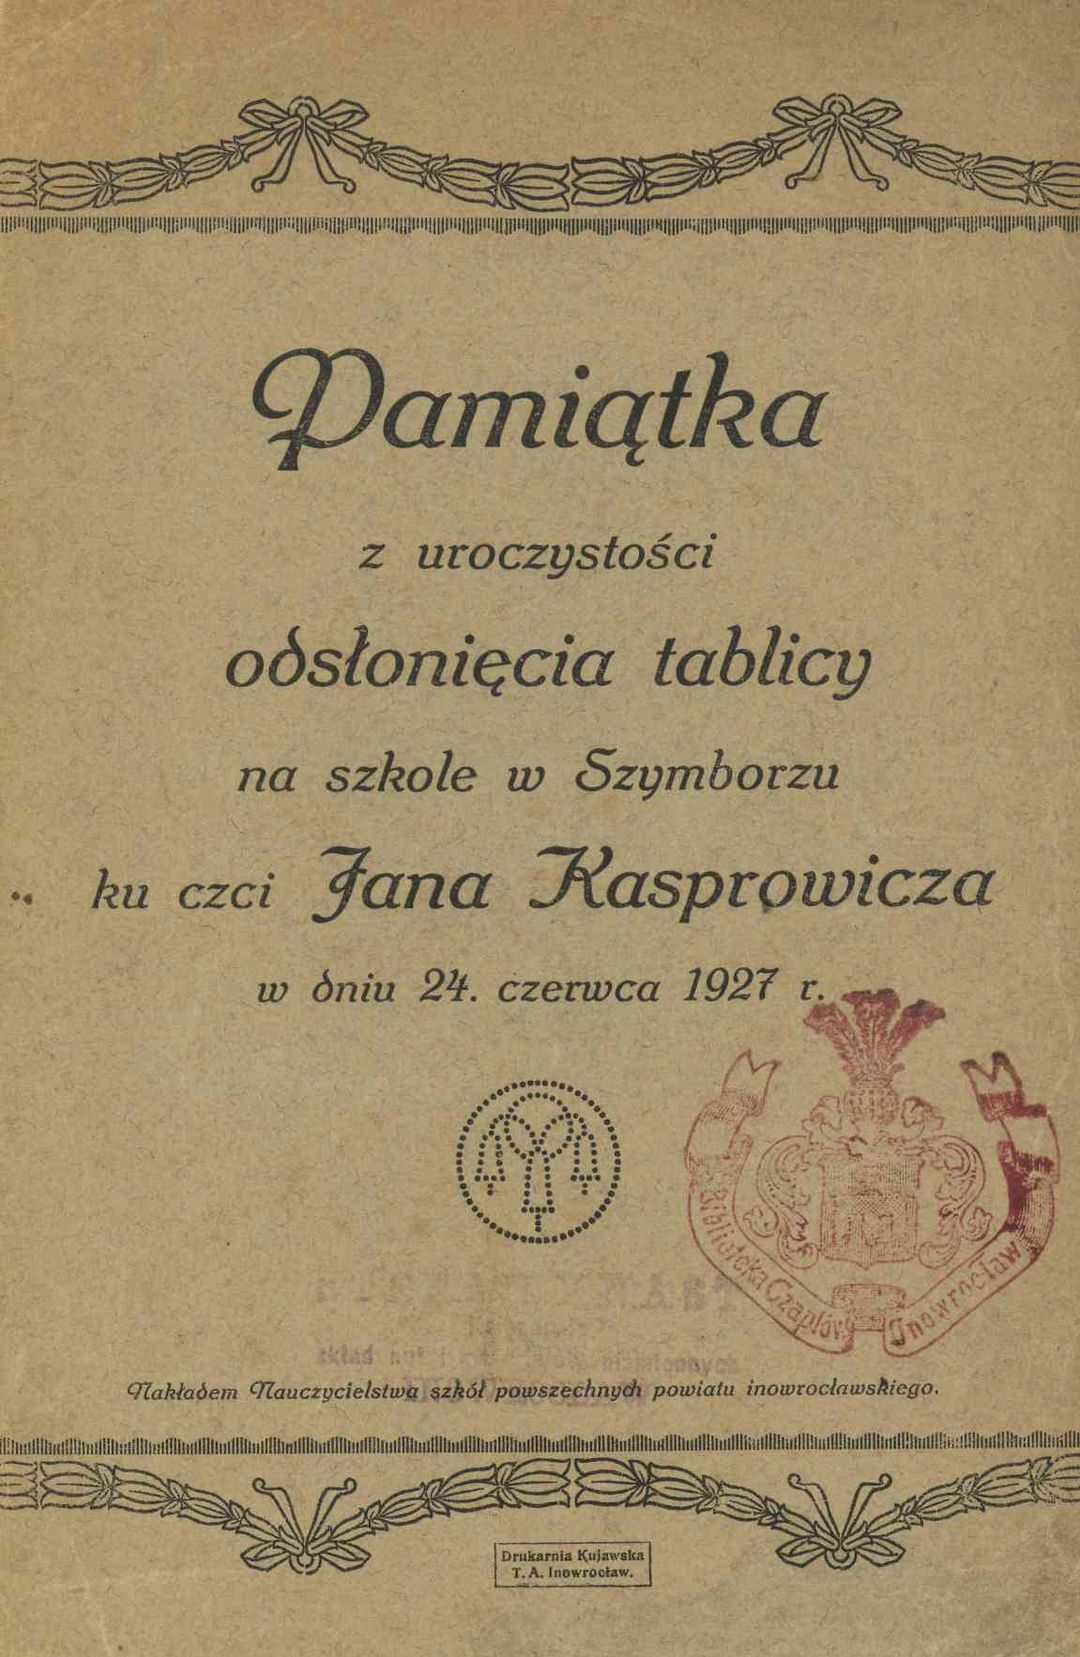 Pamiątka
z uroczystości
odsłonięcia tablicy
na szkole w Szymborzu
ku czci Jana Kasprowicza
w dniu 24. czerwca 1927 r.
Biblioteka Czaplów Inowrocław
Nakładem Nauczycielstwa szkół powszechnych powiatu inowrocławskiego.
Drukarnia Kujawska
T. A. Inowrocław.